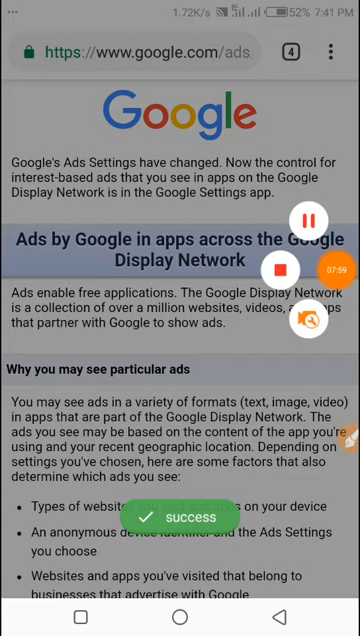 1.72K/s 52% 7:41 PM
https://www.google.com/ads 4
Google
Google's Ads Settings have changed. Now the control for
interest-based ads that you see in apps on the Google
Display Network is in the Google Settings app.
Ads by Google in apps across the Google
Display Network
07:59
Ads enable free applications. The Google Display Network
is a collection of over a million websites, videos, apps
that partner with Google to show ads.
Why you may see particular ads
You may see ads in a variety of formats (text, image, video)
in apps that are part of the Google Display Network. The
ads you see may be based on the content of the app you're
using and your recent geographic location. Depending on
settings you've chosen, here are some factors that also
determine which ads you see:
• Types of websites on your device
success
• An anonymous and the Ads Settings
you choose
• Websites and apps you've visited that belong to
businesses that advertise with Google